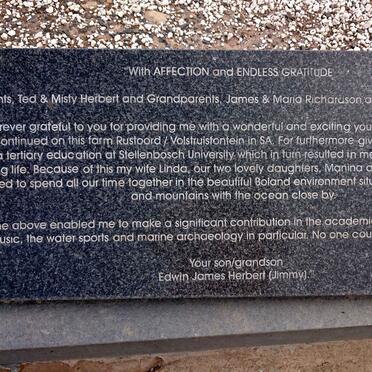 "With AFFECTION and ENDLESS GRATITUDE
nts, Ted & Misty Herbert and Grandparents, James & Maria Richardson a
rever grateful to you for providing me with a wonderful and exciting you
continued on this farm Rustoord / Volstruisfontein in SA. For furthermore giv
a tertiary education at Stellenbosch University which in turn resulted in me
ng life. Because of this my wife Linda, our two lovely daughters, Manina a
ed to spend all our time together in the beautiful Boland environment situ
and mountains with the ocean close by.
he above enabled me to make a significant contribution in the academic
usic, the water sports and marine archaeology in particular. No one cou
Your son/grandson
Edwin James Herbert (Jimmy)."